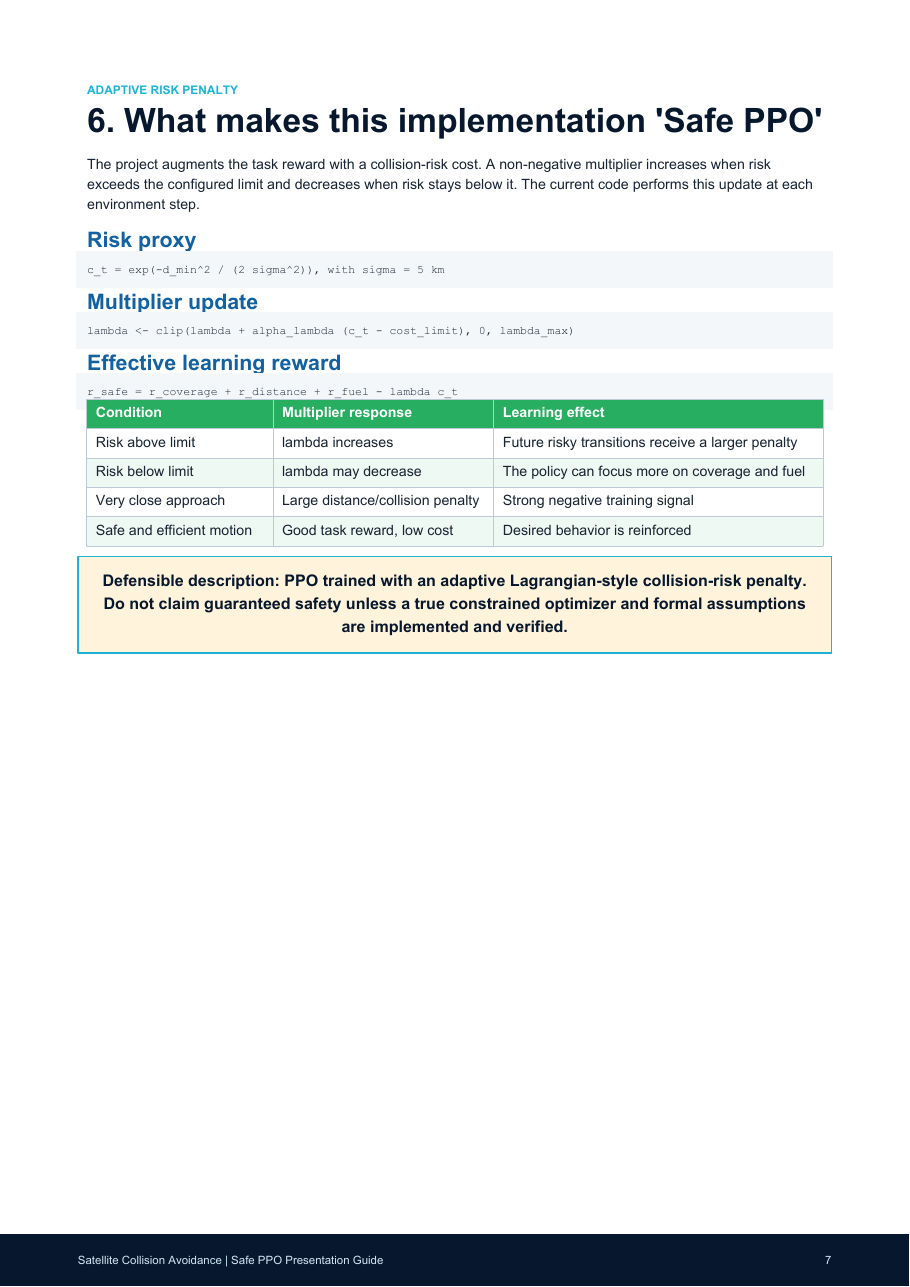 ADAPTIVE RISK PENALTY
6. What makes this implementation 'Safe PPO'
The project augments the task reward with a collision-risk cost. A non-negative multiplier increases when risk
exceeds the configured limit and decreases when risk stays below it. The current code performs this update at each
environment step.
Risk proxy
c_t = exp(-d_min^2 / (2 sigma^2)), with sigma = 5 km
Multiplier update
lambda <- clip(lambda + alpha_lambda (c_t - cost_limit), 0, lambda_max)
Effective learning reward
r_safe = r_coverage + r_distance + r_fuel - lambda c_t
Condition Multiplier response Learning effect
Risk above limit lambda increases Future risky transitions receive a larger penalty
Risk below limit lambda may decrease The policy can focus more on coverage and fuel
Very close approach Large distance/collision penalty Strong negative training signal
Safe and efficient motion Good task reward, low cost Desired behavior is reinforced
Defensible description: PPO trained with an adaptive Lagrangian-style collision-risk penalty.
Do not claim guaranteed safety unless a true constrained optimizer and formal assumptions
are implemented and verified.
Satellite Collision Avoidance | Safe PPO Presentation Guide 7